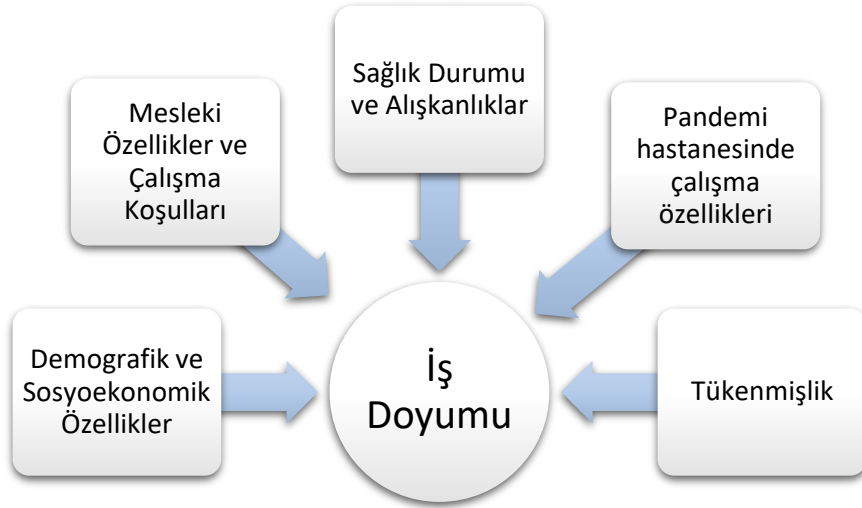 Sağlık Durumu
ve Alışkanlıklar
Mesleki
Özellikler ve
Çalışma
Koşulları
Pandemi
hastanesinde
çalışma
özellikleri
Demografik ve
Sosyoekonomik
Özellikler
İş
Doyumu
Tükenmişlik